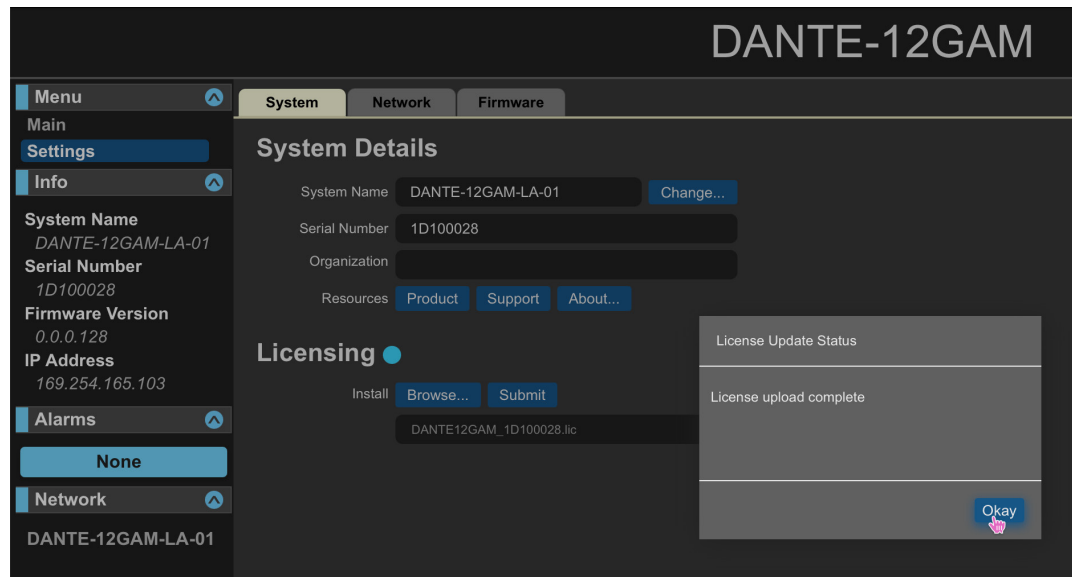 DANTE-12GAM
Menu
Main
Settings
Info
System Name
DANTE-12GAM-LA-01
Serial Number
1D100028
Firmware Version
0.0.0.128
IP Address
169.254.165.103
Alarms
None
Network
DANTE-12GAM-LA-01
System Network Firmware
System Details
System Name DANTE-12GAM-LA-01 Change...
Serial Number 1D100028
Organization
Resources Product Support About...
Licensing
Install Browse... Submit
DANTE12GAM_1D100028.lic
License Update Status
License upload complete
Okay